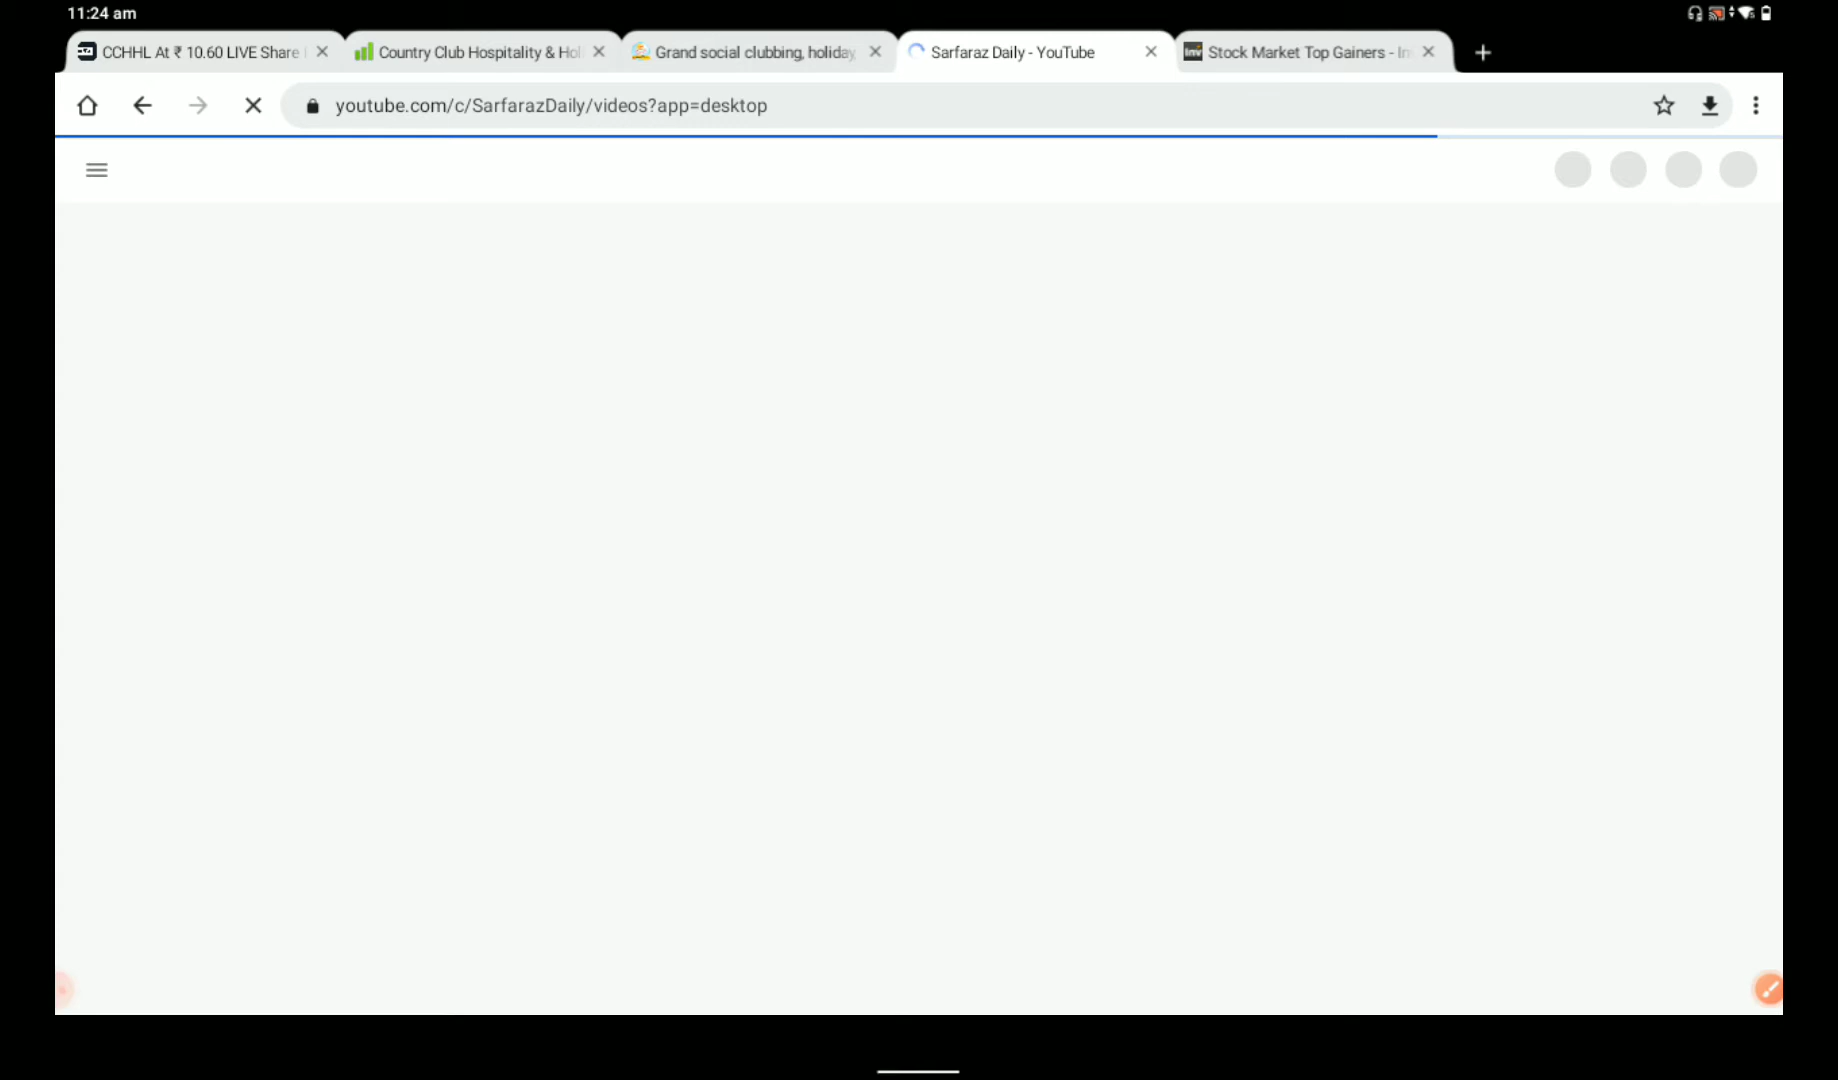 11:24 am
CCHHL At ₹ 10.60 LIVE Share
Country Club Hospitality & Hol
Grand social clubbing, holiday,
Sarfaraz Daily - YouTube
Stock Market Top Gainers - In
youtube.com/c/SarfarazDaily/videos?app=desktop